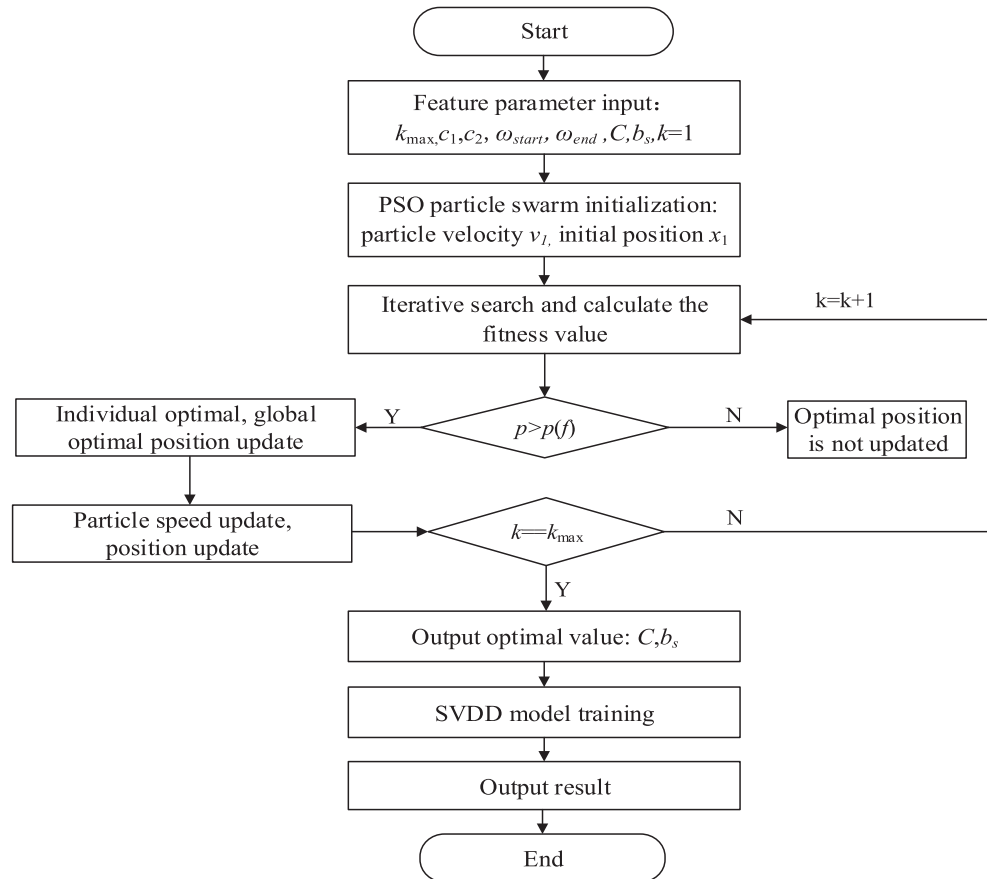 Start
Feature parameter input：
kmax,c1,c2, ωstart, ωend ,C,bs,k=1
PSO particle swarm initialization:
particle velocity v1, initial position x1
Iterative search and calculate the
fitness value
k=k+1
Individual optimal, global
optimal position update
Y
p>p(f)
N
Optimal position
is not updated
Particle speed update,
position update
k==kmax
N
Y
Output optimal value: C,bs
SVDD model training
Output result
End